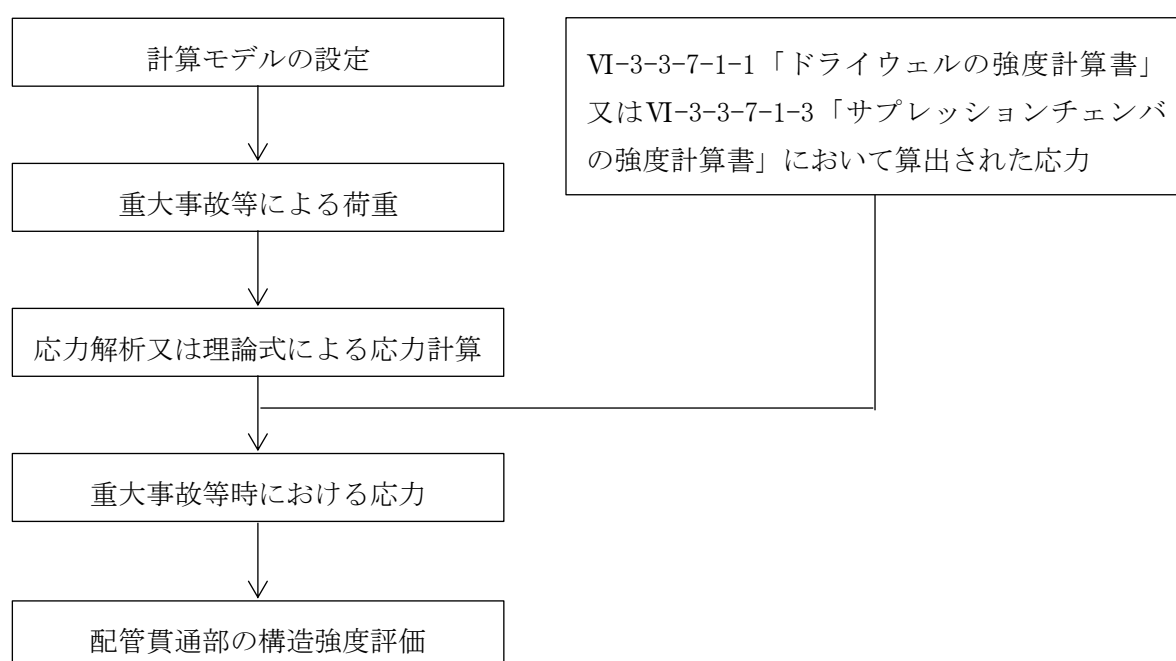 計算モデルの設定
重大事故等による荷重
応力解析又は理論式による応力計算
重大事故等時における応力
配管貫通部の構造強度評価
Ⅵ-3-3-7-1-1「ドライウェルの強度計算書」
又はⅥ-3-3-7-1-3「サプレッションチェンバ
の強度計算書」において算出された応力